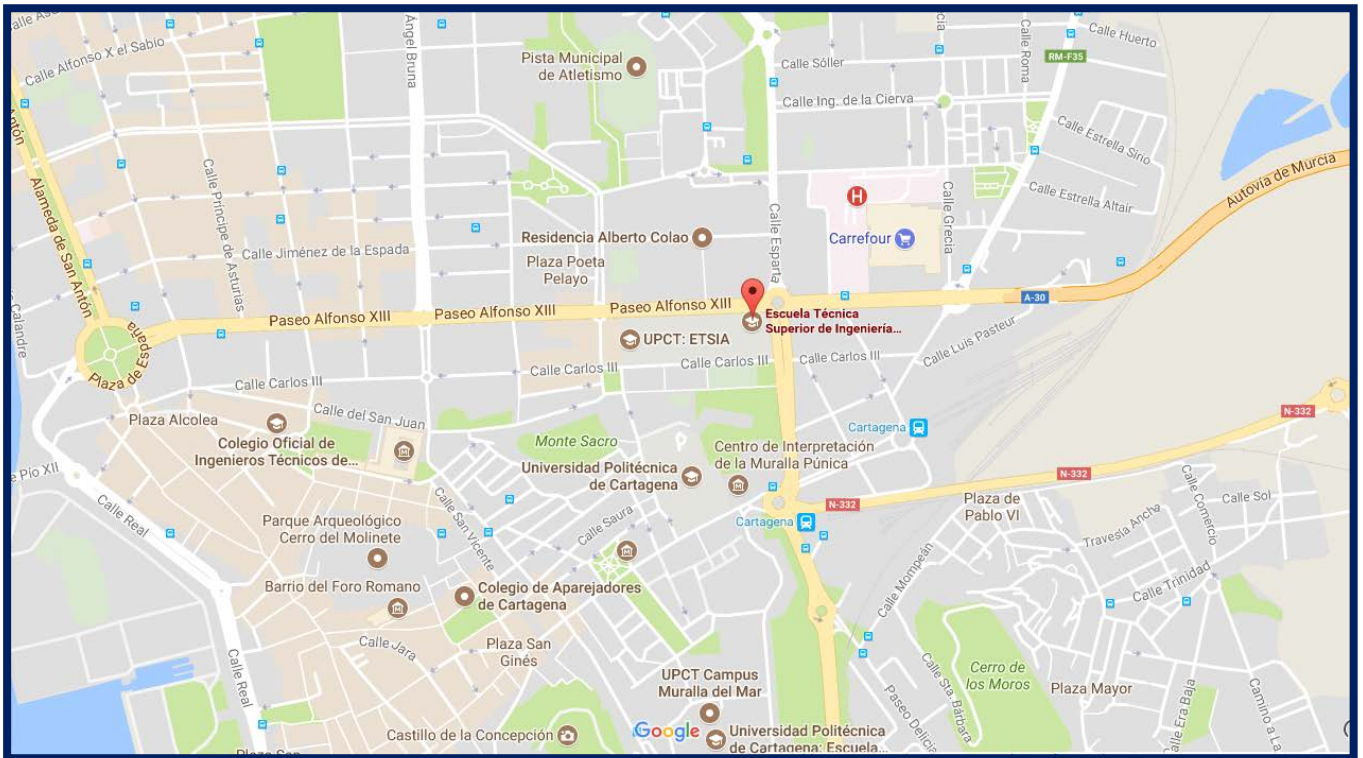 Calle Alfonso X el Sabio
Ángel Bruna
Pista Municipal
de Atletismo
Calle Sóller
Calle Roma
Calle Huerto
RM-F35
Calle Ing. de la Cierva
Calle Estrella Sirio
Calle Estrella Altair
Autovía de Murcia
Antón
Alameda de San Antón
Calle Príncipe de Asturias
Calle Jiménez de la Espada
Residencia Alberto Colao
Plaza Poeta
Pelayo
Calle Esparta
H
Carrefour
Calle Grecia
A-30
Paseo Alfonso XIII
Paseo Alfonso XIII
Paseo Alfonso XIII
Escuela Técnica
Superior de Ingeniería...
UPCT: ETSIA
Plaza de España
Calle Carlos III
Calle Carlos III
Calle Carlos III
Calle Carlos III
Calle Luis Pasteur
N-332
Plaza Alcolea
Calle del San Juan
Colegio Oficial de
Ingenieros Técnicos de...
Monte Sacro
Cartagena
Centro de Interpretación
de la Muralla Púnica
Universidad Politécnica
de Cartagena
e Pío XII
Calle Real
N-332
N-332
Plaza de
Pablo VI
Calle Comercio
Calle Sol
Travesía Ancha
Calle Trinidad
Cartagena
Parque Arqueológico
Cerro del Molinete
Calle San Vicente
Calle Saura
Barrio del Foro Romano
Colegio de Aparejadores
de Cartagena
Calle Mompeán
Calle Jara
Plaza San
Ginés
Calle Real
UPCT Campus
Muralla del Mar
Calle Sta. Bárbara
Cerro de
los Moros
Plaza Mayor
Calle Era Baja
Camino a La
Paseo Delicia
Castillo de la Concepción
Google
Universidad Politécnica
de Cartagena: Escuela...